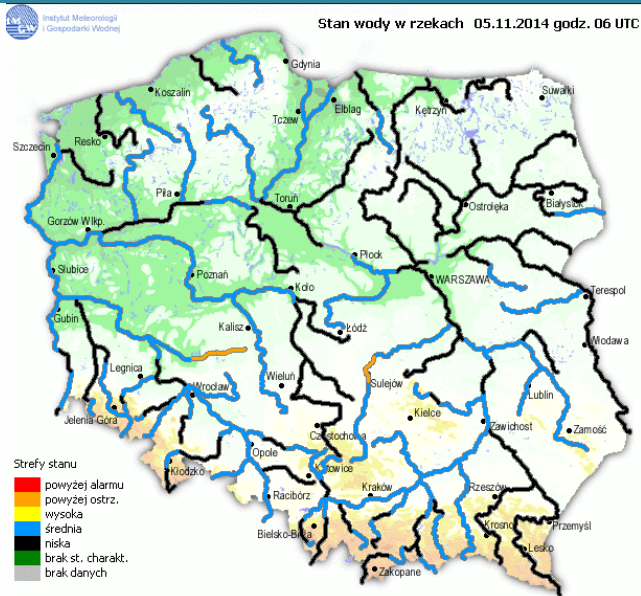 Instytut Meteorologii
i Gospodarki Wodnej
Stan wody w rzekach 05.11.2014 godz. 06 UTC
Gdynia
Koszalin
Suwałki
Tczew
Elbląg
Kętrzyn
Resko
Szczecin
Piła
Toruń
Ostrołęka
Białystok
Gorzów Wlkp.
Płock
Słubice
Poznań
WARSZAWA
Koło
Terespol
Gubin
Kalisz
Łódź
Włodawa
Legnica
Wrocław
Wieluń
Sulejów
Lublin
Jelenia-Góra
Kielce
Zawichost
Zamość
Częstochowa
Opole
Kłodzko
Katowice
Racibórz
Kraków
Rzeszów
Bielsko-Biała
Krosno
Przemyśl
Lesko
Zakopane
Strefy stanu
powyżej alarmu
powyżej ostrz.
wysoka
średnia
niska
brak st. charakt.
brak danych